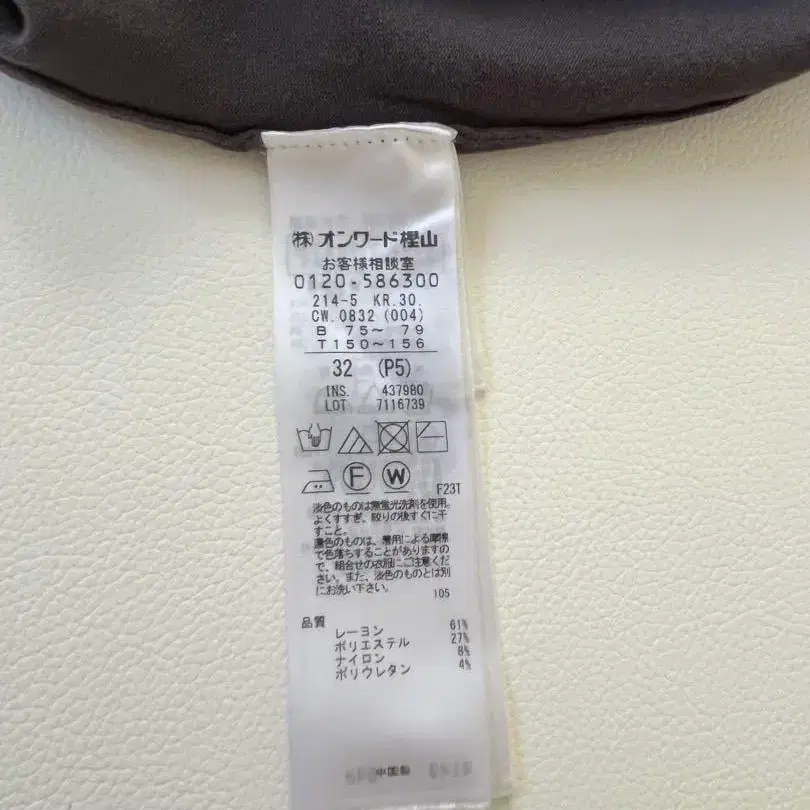 ㈱オンワード樫山
お客様相談室
0120-586300
214-5 KR.30.
CW.0832 (004)
B 75~ 79
T150~156
32 (P5)
INS. 437980
LOT 7116739
F W
F23T
淡色のものは無蛍光洗剤を使用。
よくすすぎ、絞りの後すぐに干
すこと。
濃色のものは、着用による摩擦
で色落ちすることがありますの
で、組合せの衣服にご注意くだ
さい。また、淡色のものとは別
にお洗い下さい。
105
品質
レーヨン 61%
ポリエステル 27%
ナイロン 8%
ポリウレタン 4%
中国製